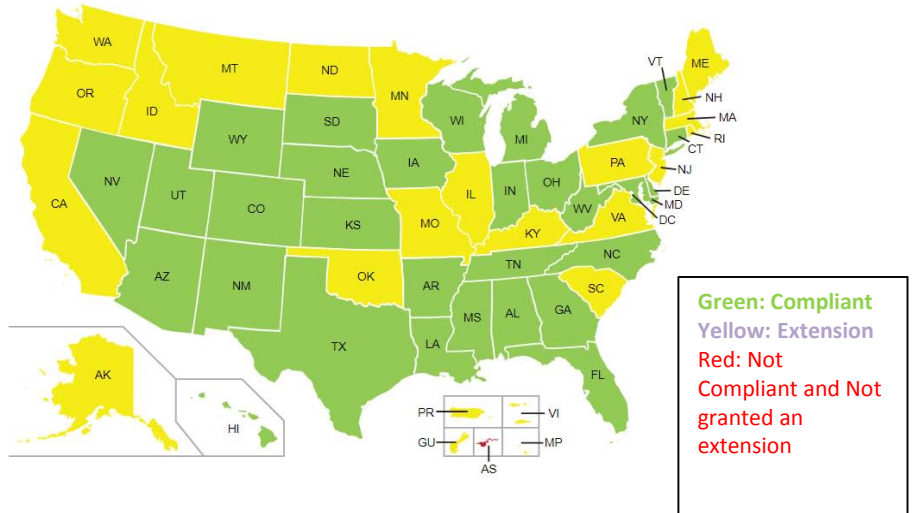 WA
MT
ND
MN
VT
ME
OR
ID
NH
WI
NY
MA
SD
MI
RI
WY
CT
IA
PA
NJ
NE
NV
IL
IN
OH
DE
UT
MD
CA
CO
WV
DC
VA
KS
MO
KY
NC
TN
AZ
OK
NM
AR
SC
MS
AL
GA
TX
LA
AK
FL
PR
VI
HI
GU
MP
AS
Green: Compliant
Yellow: Extension
Red: Not
Compliant and Not
granted an
extension